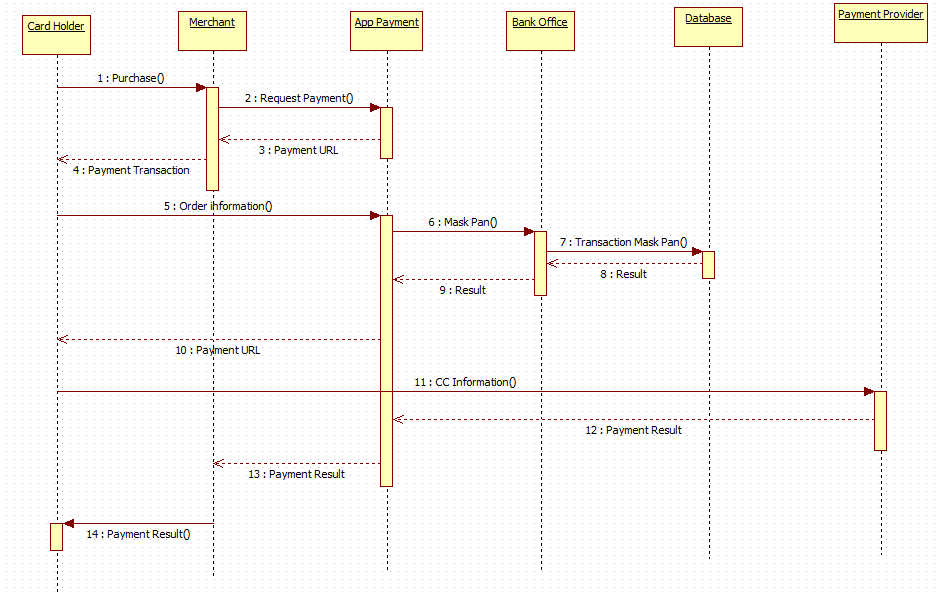 Card Holder
Merchant
App Payment
Bank Office
Database
Payment Provider
1 : Purchase()
2 : Request Payment()
3 : Payment URL
4 : Payment Transaction
5 : Order information()
6 : Mask Pan()
7 : Transaction Mask Pan()
8 : Result
9 : Result
10 : Payment URL
11 : CC Information()
12 : Payment Result
13 : Payment Result
14 : Payment Result()